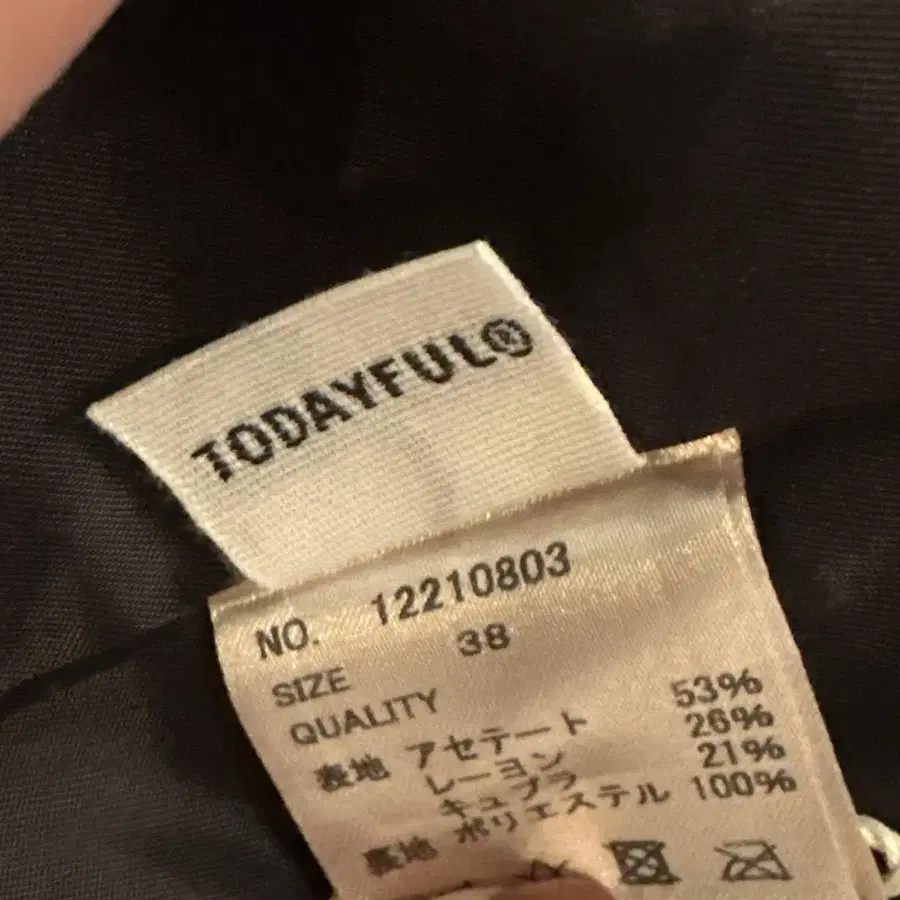 TODAYFUL®
NO. 12210803
SIZE 38
QUALITY
表地 アセテート 53%
レーヨン 26%
キュプラ 21%
裏地 ポリエステル 100%